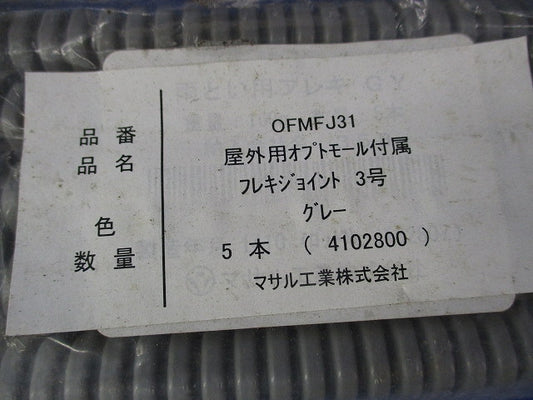 品番 OFMFJ31
品名 屋外用ｵﾌﾟﾄﾓｰﾙ付属
ﾌﾚｷｼﾞｮｲﾝﾄ 3号
色 ｸﾞﾚｰ
数量 5 本 ( 4102800 )
マサル工業株式会社